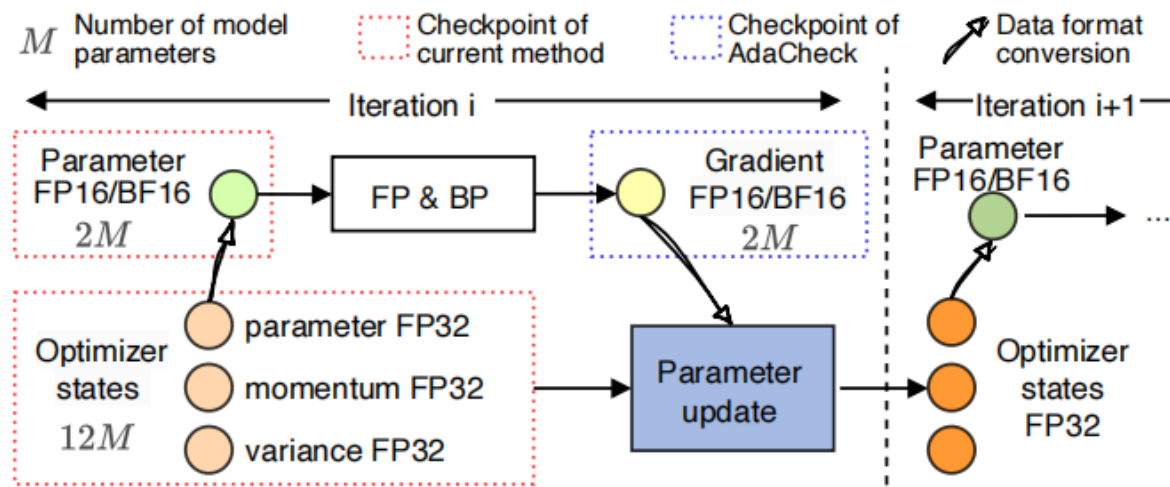 M Number of model
parameters
Checkpoint of
current method
Checkpoint of
AdaCheck
Data format
conversion
Iteration i
Iteration i+1
Parameter
FP16/BF16
2M
FP & BP
Gradient
FP16/BF16
2M
Parameter
FP16/BF16
...
Optimizer
states
12M
parameter FP32
momentum FP32
variance FP32
Parameter
update
Optimizer
states
FP32